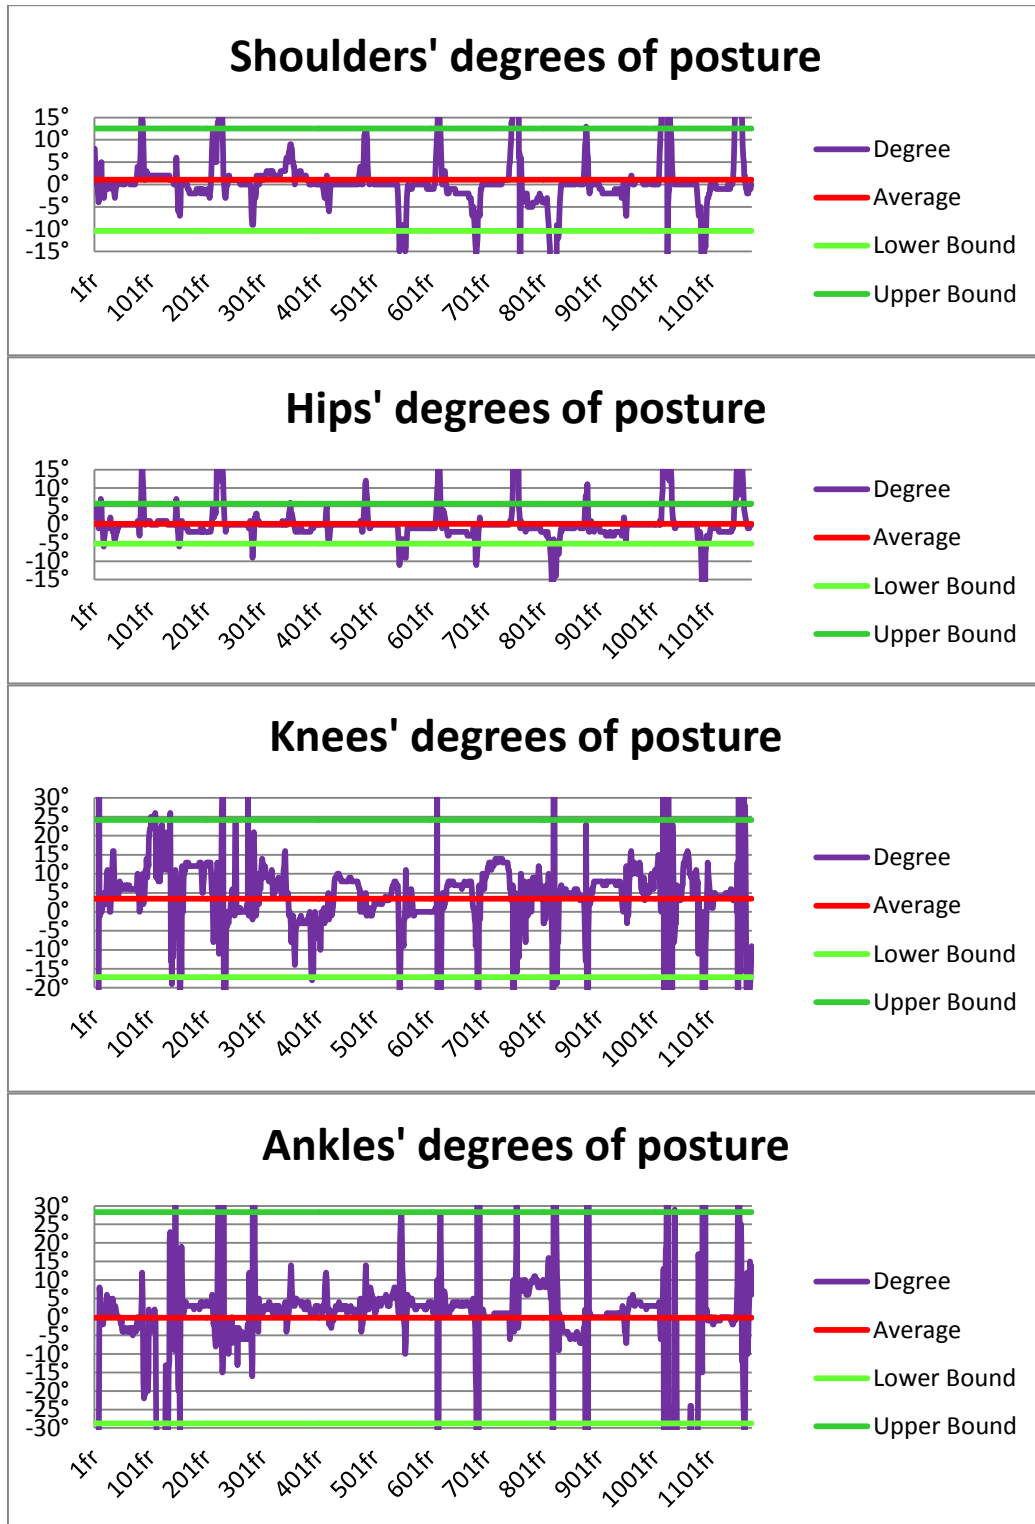 Shoulders' degrees of posture
15°
10°
5°
0°
-5°
-10°
-15°
1fr
101fr
201fr
301fr
401fr
501fr
601fr
701fr
801fr
901fr
1001fr
1101fr
Degree
Average
Lower Bound
Upper Bound
Hips' degrees of posture
15°
10°
5°
0°
-5°
-10°
-15°
1fr
101fr
201fr
301fr
401fr
501fr
601fr
701fr
801fr
901fr
1001fr
1101fr
Degree
Average
Lower Bound
Upper Bound
Knees' degrees of posture
30°
25°
20°
15°
10°
5°
0°
-5°
-10°
-15°
-20°
1fr
101fr
201fr
301fr
401fr
501fr
601fr
701fr
801fr
901fr
1001fr
1101fr
Degree
Average
Lower Bound
Upper Bound
Ankles' degrees of posture
30°
25°
20°
15°
10°
5°
0°
-5°
-10°
-15°
-20°
-25°
-30°
1fr
101fr
201fr
301fr
401fr
501fr
601fr
701fr
801fr
901fr
1001fr
1101fr
Degree
Average
Lower Bound
Upper Bound